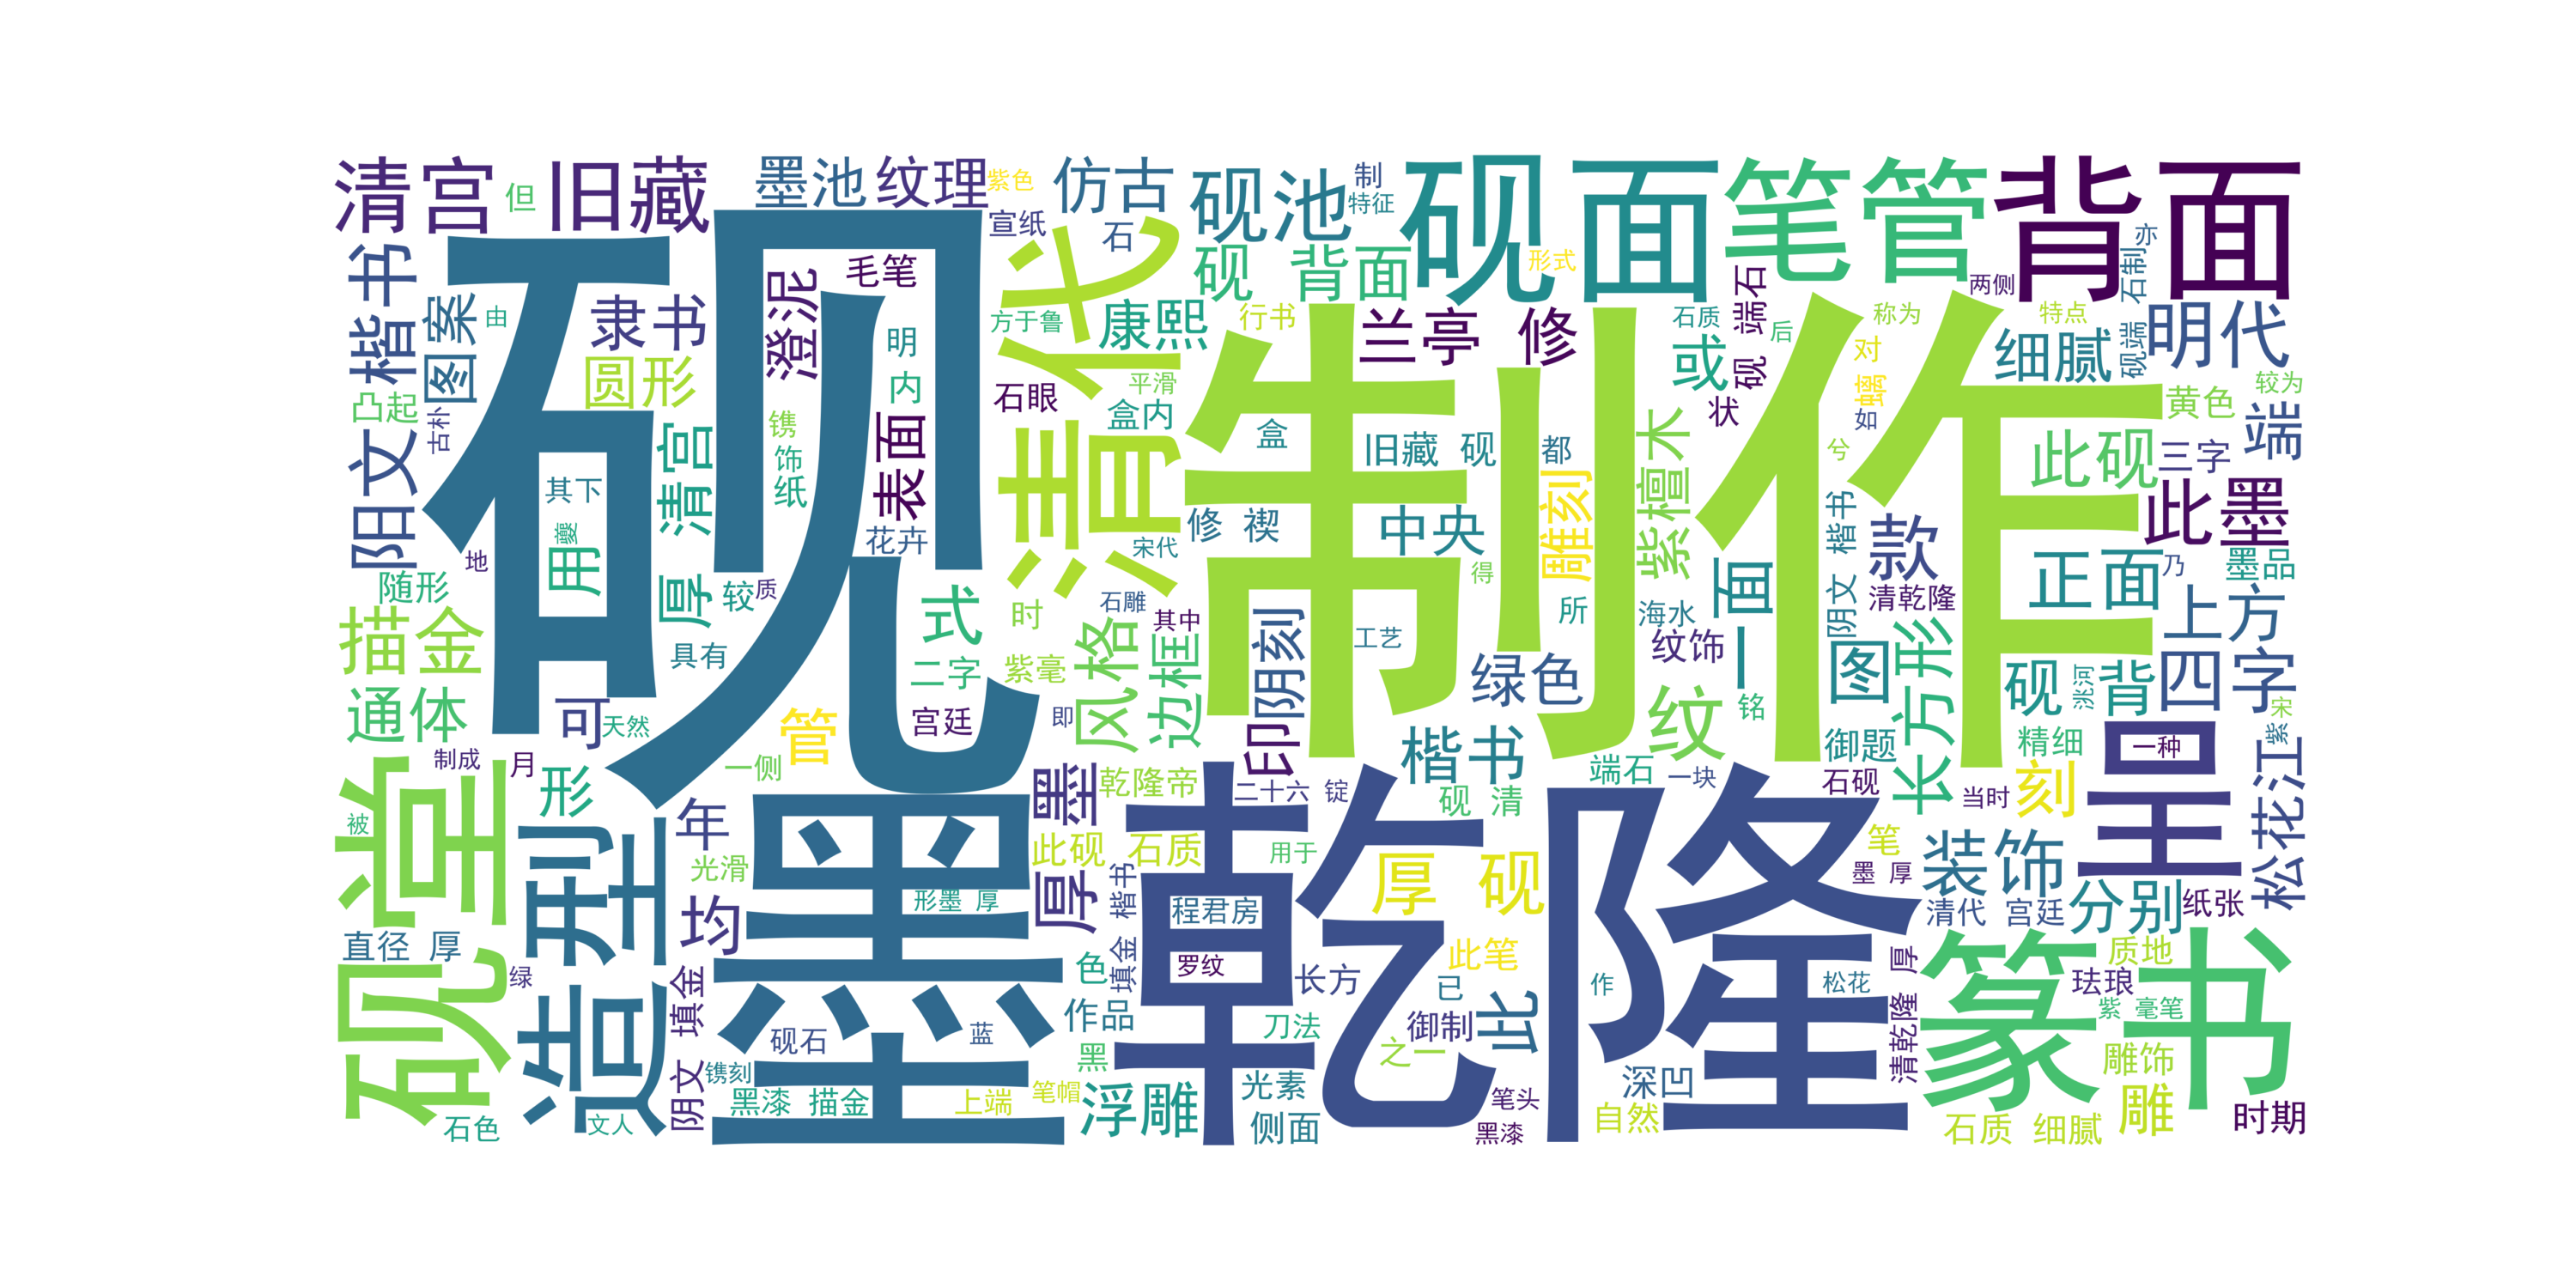 清宫 旧藏
但
墨池
纹理
紫色
宣纸
仿古
石
砚池
制
特征
砚面
笔管
背面
亦
石制
两侧
楷书
图案
由
隶书
圆形
凸起
古朴
阳文
砚
澄泥
毛笔
明
内
表面
石眼
方于鲁
平滑
盒内
清代
康熙
砚 背面
行书
形式
兰亭 修
砚 端石
石质
后
或
状
称为
对
螭
如
兮
特点
细腻
砚端
明代
较为
黄色
端
此砚
三字
此墨
制作
盒
旧藏 砚
都
雕刻
紫檀木
中央
修 禊
宋代
得
所
海水
一面
阴文 楷书
款
清乾隆
正面
乃
墨品
上方
其下
夔
用
地
随形
描金
通体
厚 清宫
镌
饰
纸
花卉
较
质
具有
式
二字
时
紫毫
石雕
其中
风格
边框
阴刻
工艺
绿色
纹饰
纹
铭
图
长方形
御题
砚 背
洮河
四字
宋
紫
精细
呈
一种
松花江
可
天然
制成
月
形
一侧
管
宫廷
即
印
楷书
端石
一块
石砚
当时
刻
砚堂
被
造型
年
光滑
均
墨
墨
厚
乾隆帝
二十六 锭
砚 清
此砚 石质
用于
厚 砚
笔
墨 厚
装饰
清代 宫廷
分别
纸张
直径 厚
绿
形墨 厚
楷书
填金
程君房
罗纹
乾隆
长方
此笔
已
色
作品
黑
阴文 填金
砚石
蓝
镌刻
黑漆 描金
上端
笔帽
浮雕
刀法
光素
侧面
之一
御制
此
笔头
黑漆
作
深凹
自然
松花
清乾隆 厚
篆书
质地
珐琅
紫 毫笔
雕饰
雕
时期
石质 细腻
石色
文人